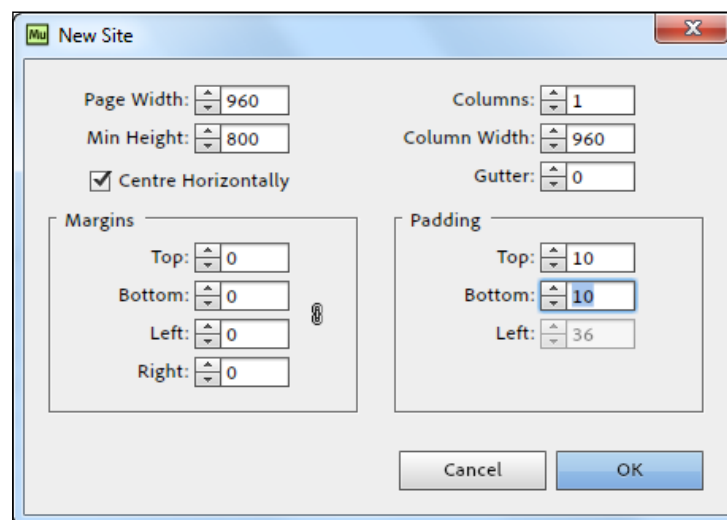 Mu New Site
Page Width: 960
Min Height: 800
Centre Horizontally
Columns: 1
Column Width: 960
Gutter: 0
Margins
Top: 0
Bottom: 0
Left: 0
Right: 0
Padding
Top: 10
Bottom: 10
Left: 36
Cancel
OK